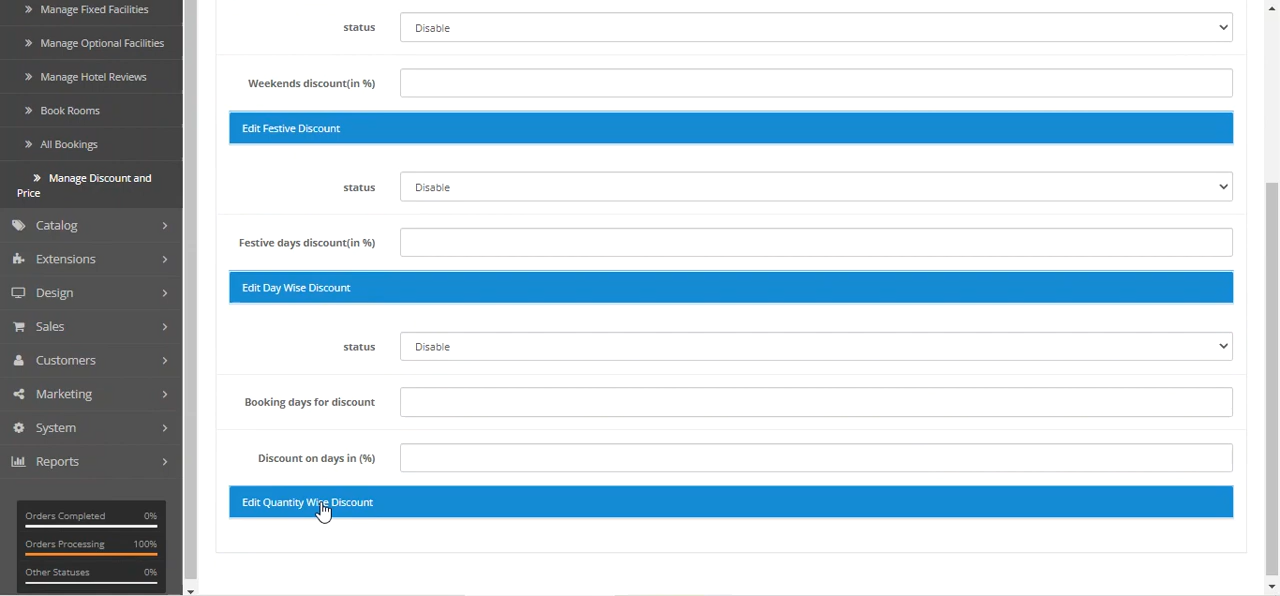 Manage Fixed Facilities
Manage Optional Facilities
Manage Hotel Reviews
Book Rooms
All Bookings
Manage Discount and
Price
Catalog
Extensions
Design
Sales
Customers
Marketing
System
Reports
Orders Completed 0%
Orders Processing 100%
Other Statuses 0%
status Disable
Weekends discount(in %)
Edit Festive Discount
status Disable
Festive days discount(in %)
Edit Day Wise Discount
status Disable
Booking days for discount
Discount on days in (%)
Edit Quantity Wise Discount